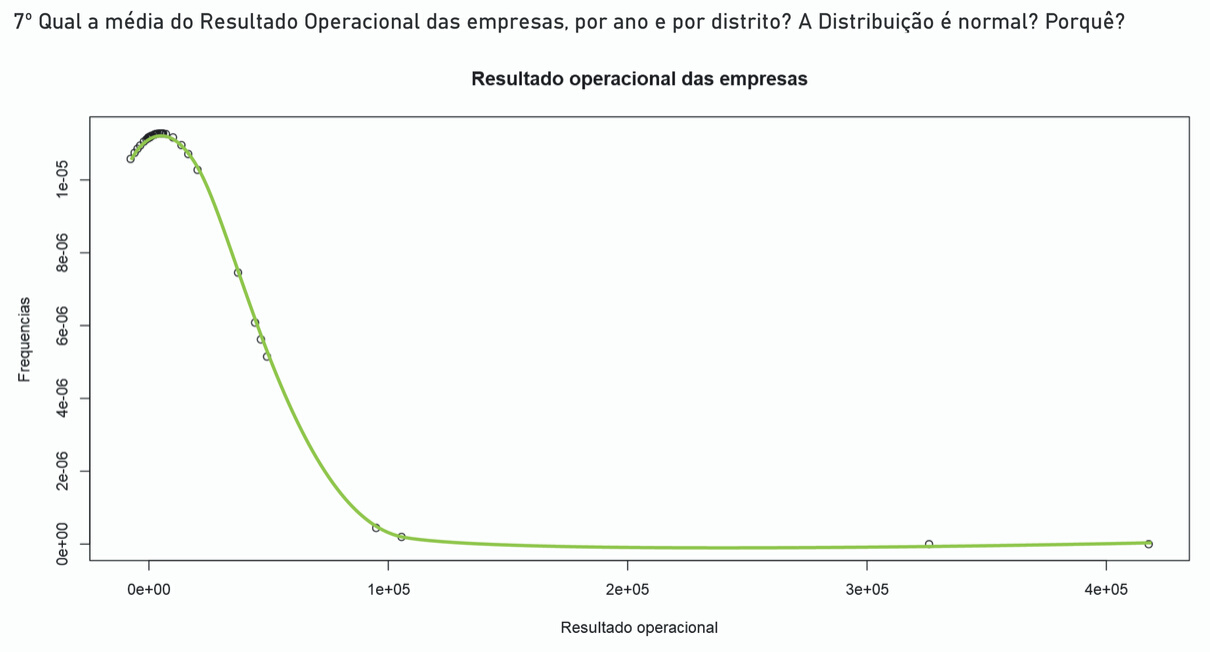 7º Qual a média do Resultado Operacional das empresas, por ano e por distrito? A Distribuição é normal? Porquê?
Resultado operacional das empresas
Frequencias
1e-05
8e-06
6e-06
4e-06
2e-06
0e+00
0e+00 1e+05 2e+05 3e+05 4e+05
Resultado operacional